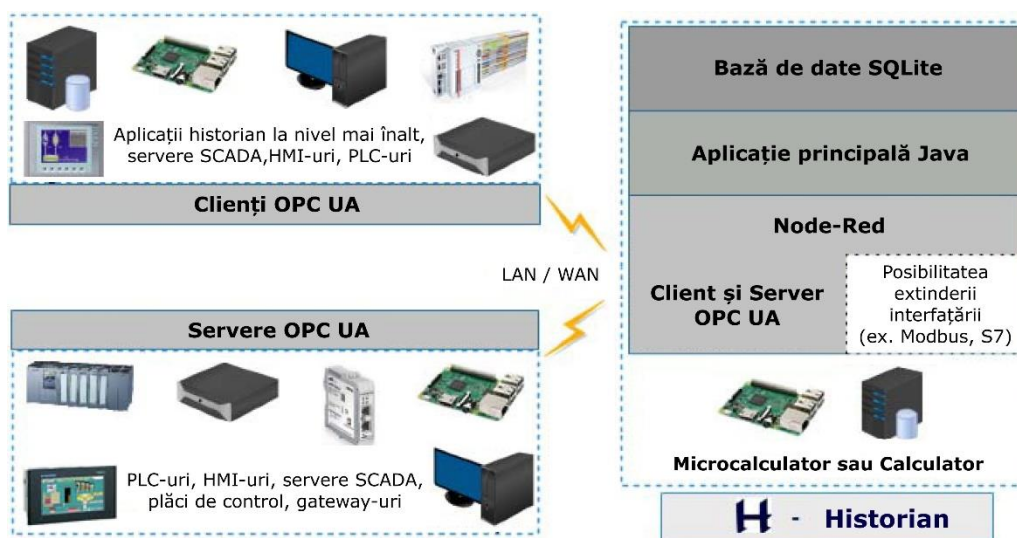 Aplicații historian la nivel mai înalt,
servere SCADA,HMI-uri, PLC-uri
Clienți OPC UA
LAN / WAN
Servere OPC UA
PLC-uri, HMI-uri, servere SCADA,
plăci de control, gateway-uri
Bază de date SQLite
Aplicație principală Java
Node-Red
Client și Server
OPC UA
Posibilitatea
extinderii
interfațării
(ex. Modbus, S7)
Microcalculator sau Calculator
H - Historian